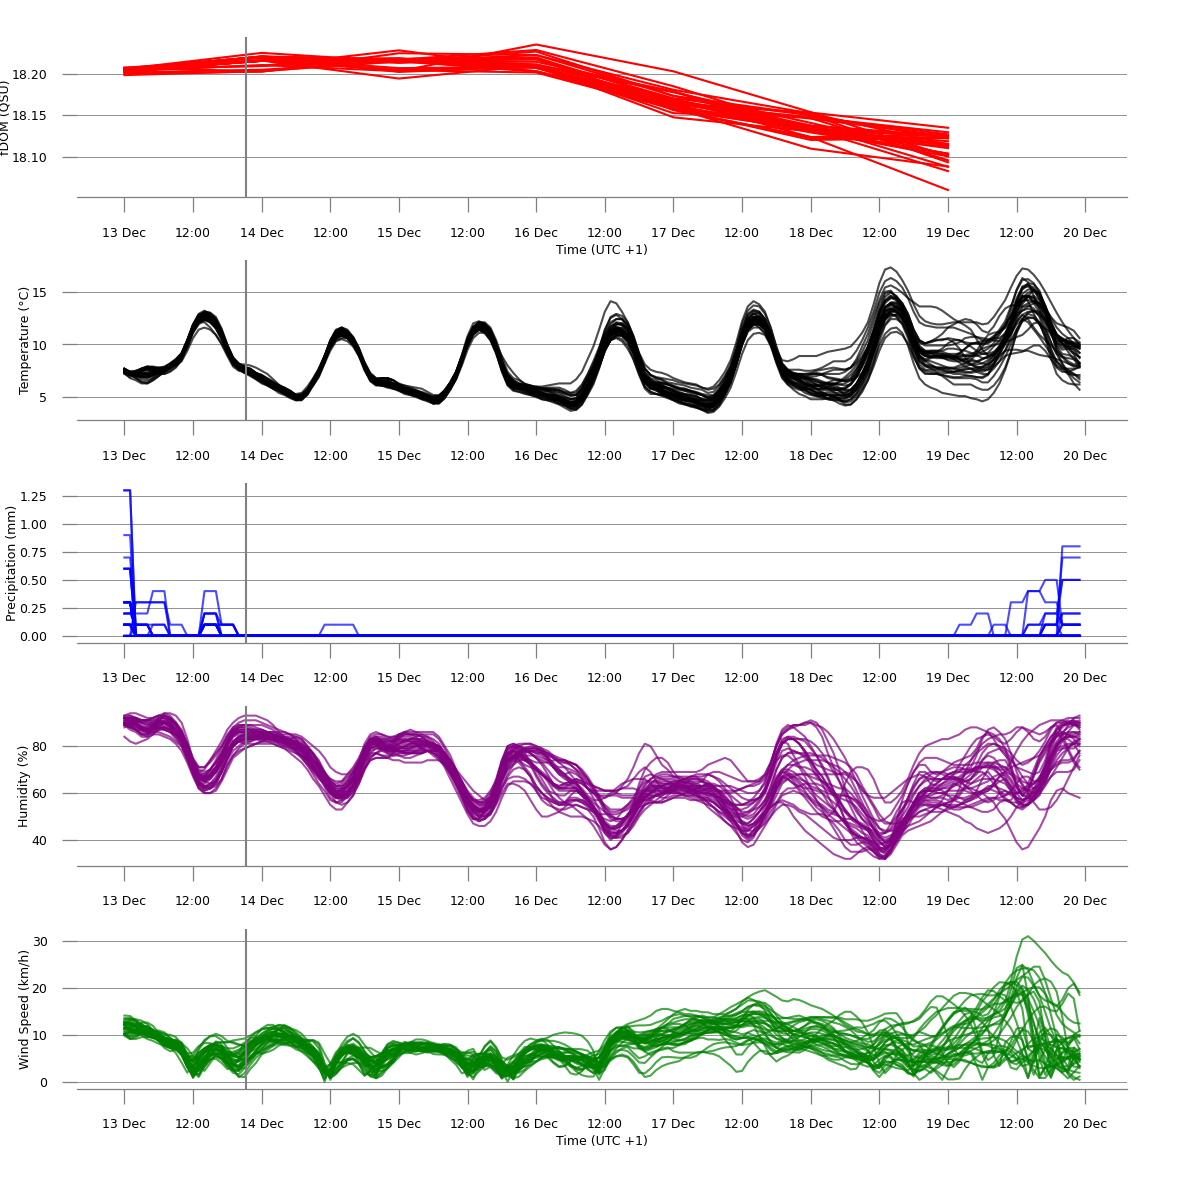 fDOM (QSU)
18.20
18.15
18.10
13 Dec 12:00 14 Dec 12:00 15 Dec 12:00 16 Dec 12:00 17 Dec 12:00 18 Dec 12:00 19 Dec 12:00 20 Dec
Time (UTC +1)
Temperature (°C)
15
10
5
13 Dec 12:00 14 Dec 12:00 15 Dec 12:00 16 Dec 12:00 17 Dec 12:00 18 Dec 12:00 19 Dec 12:00 20 Dec
Precipitation (mm)
1.25
1.00
0.75
0.50
0.25
0.00
13 Dec 12:00 14 Dec 12:00 15 Dec 12:00 16 Dec 12:00 17 Dec 12:00 18 Dec 12:00 19 Dec 12:00 20 Dec
Humidity (%)
80
60
40
13 Dec 12:00 14 Dec 12:00 15 Dec 12:00 16 Dec 12:00 17 Dec 12:00 18 Dec 12:00 19 Dec 12:00 20 Dec
Wind Speed (km/h)
30
20
10
0
13 Dec 12:00 14 Dec 12:00 15 Dec 12:00 16 Dec 12:00 17 Dec 12:00 18 Dec 12:00 19 Dec 12:00 20 Dec
Time (UTC +1)